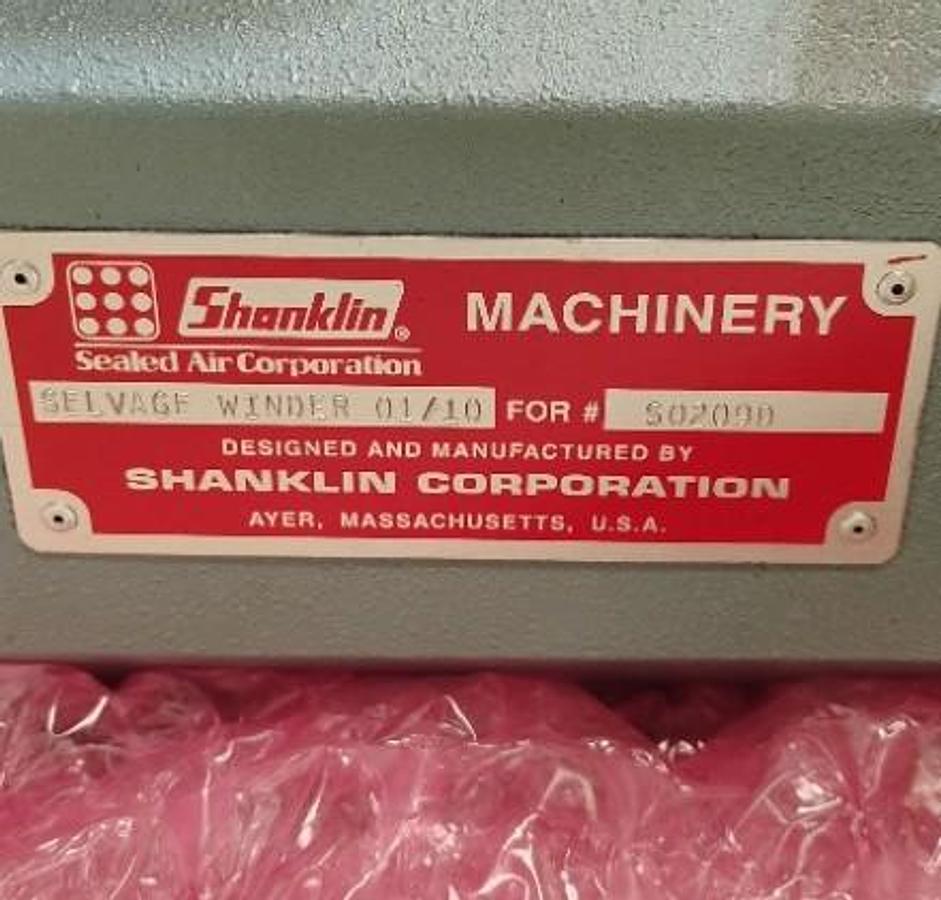 Shanklin® MACHINERY
Sealed Air Corporation
SELVAGE WINDER 01/10 FOR # S02090
DESIGNED AND MANUFACTURED BY
SHANKLIN CORPORATION
AYER, MASSACHUSETTS, U.S.A.